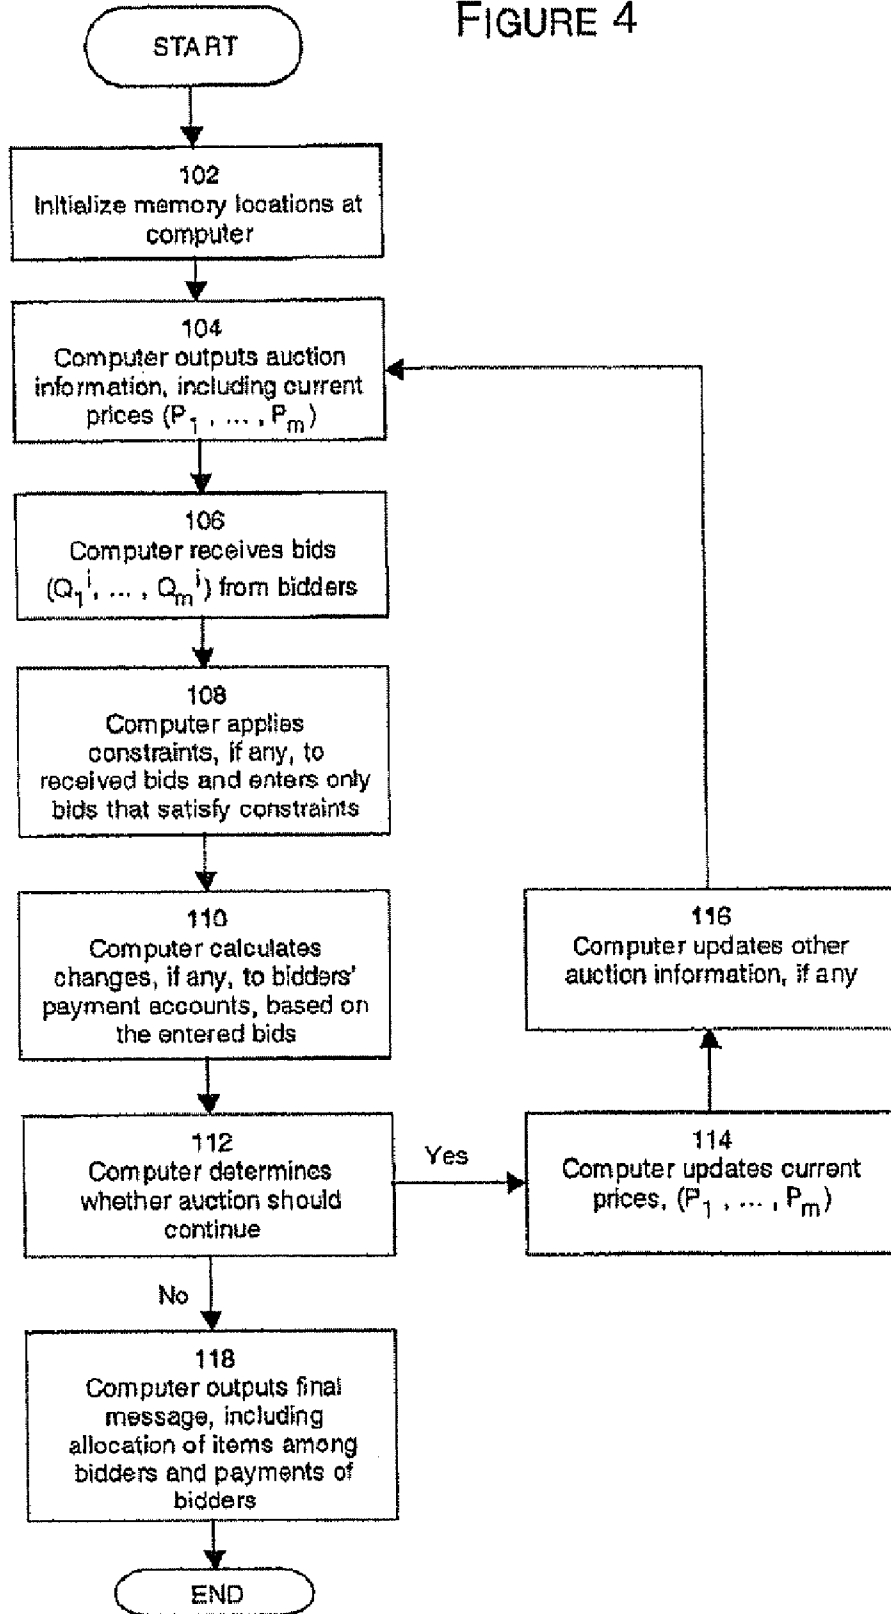 FIGURE 4
START
102
Initialize memory locations at
computer
104
Computer outputs auction
information, including current
prices (P1 , ... , Pm)
106
Computer receives bids
(Q1^i, ... , Qm^i) from bidders
108
Computer applies
constraints, if any, to
received bids and enters only
bids that satisfy constraints
110
Computer calculates
changes, if any, to bidders'
payment accounts, based on
the entered bids
112
Computer determines
whether auction should
continue
Yes
No
114
Computer updates current
prices, (P1 , ... , Pm)
116
Computer updates other
auction information, if any
118
Computer outputs final
message, including
allocation of items among
bidders and payments of
bidders
END